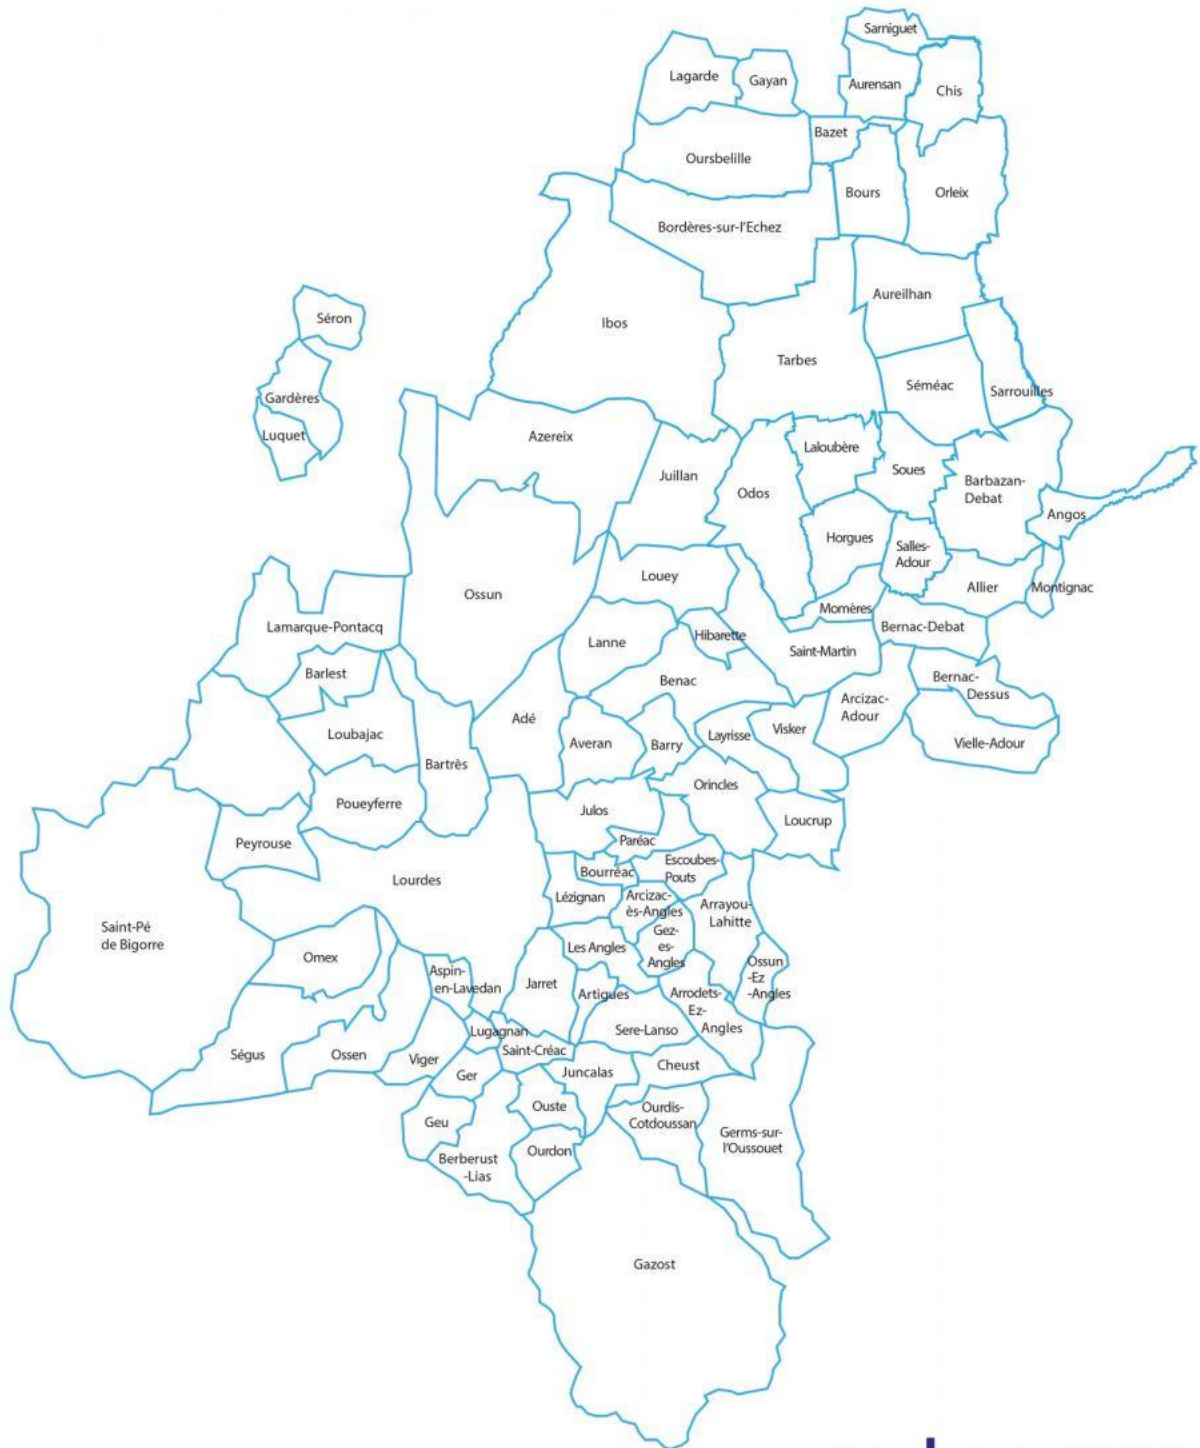 Sarniguet
Lagarde
Gayan
Aurensan
Chis
Bazet
Oursbelille
Bours
Orleix
Bordères-sur-l'Echez
Aureilhan
Séron
Ibos
Tarbes
Séméac
Sarrouilles
Gardères
Luquet
Azereix
Laloubère
Juillan
Soues
Odos
Barbazan-
Debat
Angos
Horgues
Salles-
Adour
Louey
Allier
Montignac
Ossun
Momères
Lamarque-Pontacq
Bernac-Debat
Hibarette
Lanne
Saint-Martin
Barlest
Benac
Bernac-
Dessus
Arcizac-
Adour
Adé
Loubajac
Averan
Barry
Layrisse
Visker
Vielle-Adour
Bartrès
Orincles
Poueyferre
Julos
Loucrup
Peyrouse
Paréac
Escoubes-
Pouts
Bourréac
Lourdes
Lézignan
Arcizac-
ès-Angles
Arrayou-
Lahitte
Saint-Pé
de Bigorre
Gez-
es-
Angles
Les Angles
Omex
Ossun
-Ez
-Angles
Aspin-
en-Lavedan
Jarret
Artigues
Arrodets-
Ez-
Angles
Lugagnan
Sere-Lanso
Ségus
Ossen
Viger
Saint-Créac
Cheust
Ger
Juncalas
Ouste
Ourdis-
Cotdoussan
Geu
Germs-sur-
l'Oussouet
Ourdon
Berberust
-Lias
Gazost